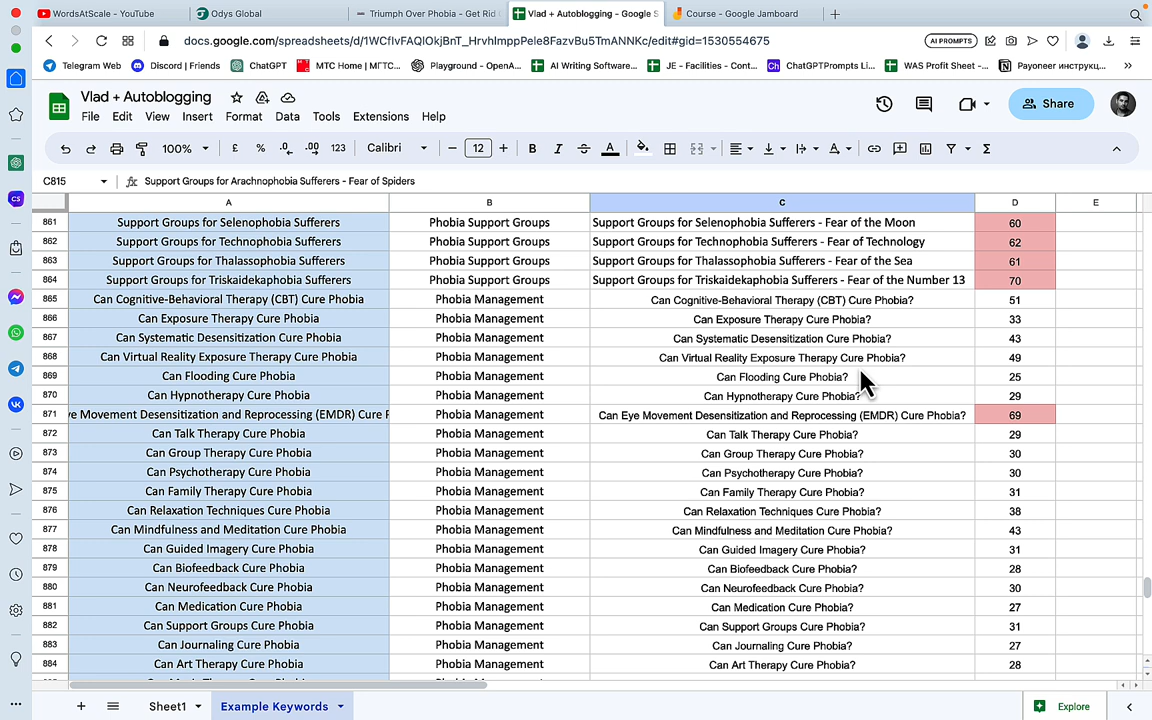 WordsAtScale - YouTube
Odys Global
Triumph Over Phobia - Get Rid
Vlad + Autoblogging - Google S
Course - Google Jamboard
docs.google.com/spreadsheets/d/1WCfIvFAQlOkjBnT_HrvhlmppPele8FazvBu5TmANNKc/edit#gid=1530554675
AI PROMPTS
Telegram Web
Discord | Friends
ChatGPT
МТС Home | МГТС...
Playground - OpenA...
AI Writing Software...
JE - Facilities - Cont...
ChatGPTPrompts Li...
WAS Profit Sheet -...
Payoneer инструкц...
Vlad + Autoblogging
File Edit View Insert Format Data Tools Extensions Help
Share
100% £ % .0 .00 123 Calibri 12 B I S A
C815 fx Support Groups for Arachnophobia Sufferers - Fear of Spiders
A B C D E
861 Support Groups for Selenophobia Sufferers Phobia Support Groups Support Groups for Selenophobia Sufferers - Fear of the Moon 60
862 Support Groups for Technophobia Sufferers Phobia Support Groups Support Groups for Technophobia Sufferers - Fear of Technology 62
863 Support Groups for Thalassophobia Sufferers Phobia Support Groups Support Groups for Thalassophobia Sufferers - Fear of the Sea 61
864 Support Groups for Triskaidekaphobia Sufferers Phobia Support Groups Support Groups for Triskaidekaphobia Sufferers - Fear of the Number 13 70
865 Can Cognitive-Behavioral Therapy (CBT) Cure Phobia Phobia Management Can Cognitive-Behavioral Therapy (CBT) Cure Phobia? 51
866 Can Exposure Therapy Cure Phobia Phobia Management Can Exposure Therapy Cure Phobia? 33
867 Can Systematic Desensitization Cure Phobia Phobia Management Can Systematic Desensitization Cure Phobia? 43
868 Can Virtual Reality Exposure Therapy Cure Phobia Phobia Management Can Virtual Reality Exposure Therapy Cure Phobia? 49
869 Can Flooding Cure Phobia Phobia Management Can Flooding Cure Phobia? 25
870 Can Hypnotherapy Cure Phobia Phobia Management Can Hypnotherapy Cure Phobia? 29
871 ye Movement Desensitization and Reprocessing (EMDR) Cure P Phobia Management Can Eye Movement Desensitization and Reprocessing (EMDR) Cure Phobia? 69
872 Can Talk Therapy Cure Phobia Phobia Management Can Talk Therapy Cure Phobia? 29
873 Can Group Therapy Cure Phobia Phobia Management Can Group Therapy Cure Phobia? 30
874 Can Psychotherapy Cure Phobia Phobia Management Can Psychotherapy Cure Phobia? 30
875 Can Family Therapy Cure Phobia Phobia Management Can Family Therapy Cure Phobia? 31
876 Can Relaxation Techniques Cure Phobia Phobia Management Can Relaxation Techniques Cure Phobia? 38
877 Can Mindfulness and Meditation Cure Phobia Phobia Management Can Mindfulness and Meditation Cure Phobia? 43
878 Can Guided Imagery Cure Phobia Phobia Management Can Guided Imagery Cure Phobia? 31
879 Can Biofeedback Cure Phobia Phobia Management Can Biofeedback Cure Phobia? 28
880 Can Neurofeedback Cure Phobia Phobia Management Can Neurofeedback Cure Phobia? 30
881 Can Medication Cure Phobia Phobia Management Can Medication Cure Phobia? 27
882 Can Support Groups Cure Phobia Phobia Management Can Support Groups Cure Phobia? 31
883 Can Journaling Cure Phobia Phobia Management Can Journaling Cure Phobia? 27
884 Can Art Therapy Cure Phobia Phobia Management Can Art Therapy Cure Phobia? 28
Sheet1 Example Keywords Explore